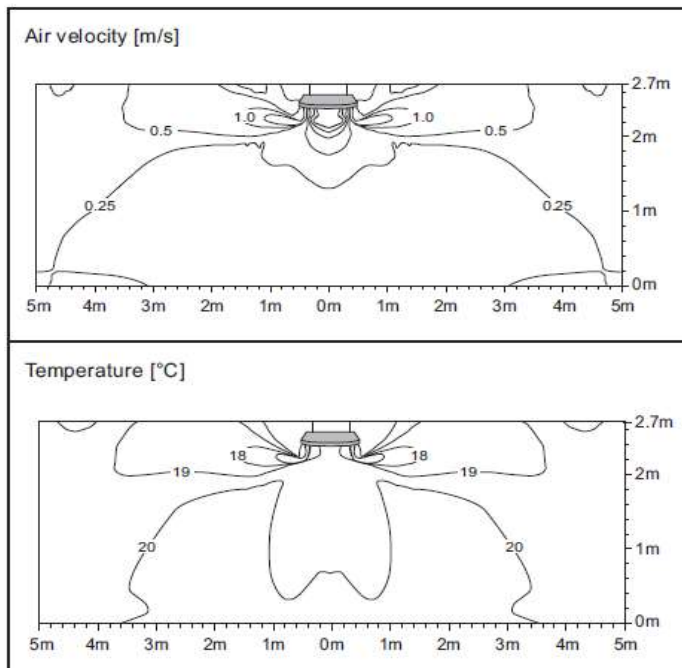 Air velocity [m/s]
2.7m
1.0 1.0
0.5 0.5
2m
0.25 0.25
1m
0m
5m 4m 3m 2m 1m 0m 1m 2m 3m 4m 5m
Temperature [°C]
2.7m
18 18
19 19
2m
20 20
1m
0m
5m 4m 3m 2m 1m 0m 1m 2m 3m 4m 5m